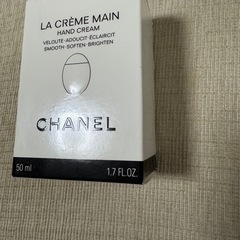 LA CRÈME MAIN
HAND CREAM
VELOUTE-ADOUCIT-ÉCLAIRCIT
SMOOTH-SOFTEN-BRIGHTEN
CHANEL
50 ml 1.7 FL.OZ.